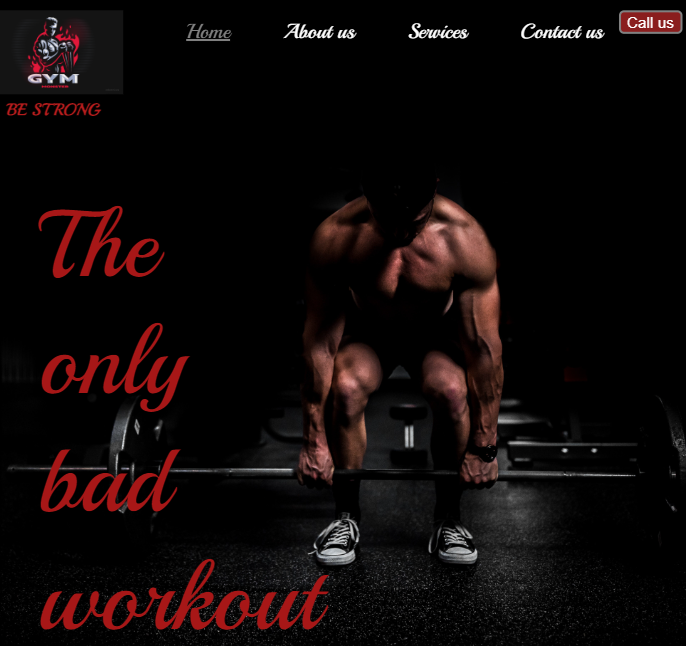 Home About us Services Contact us Call us
GYM
MONSTER
BE STRONG
The
only
bad
workout